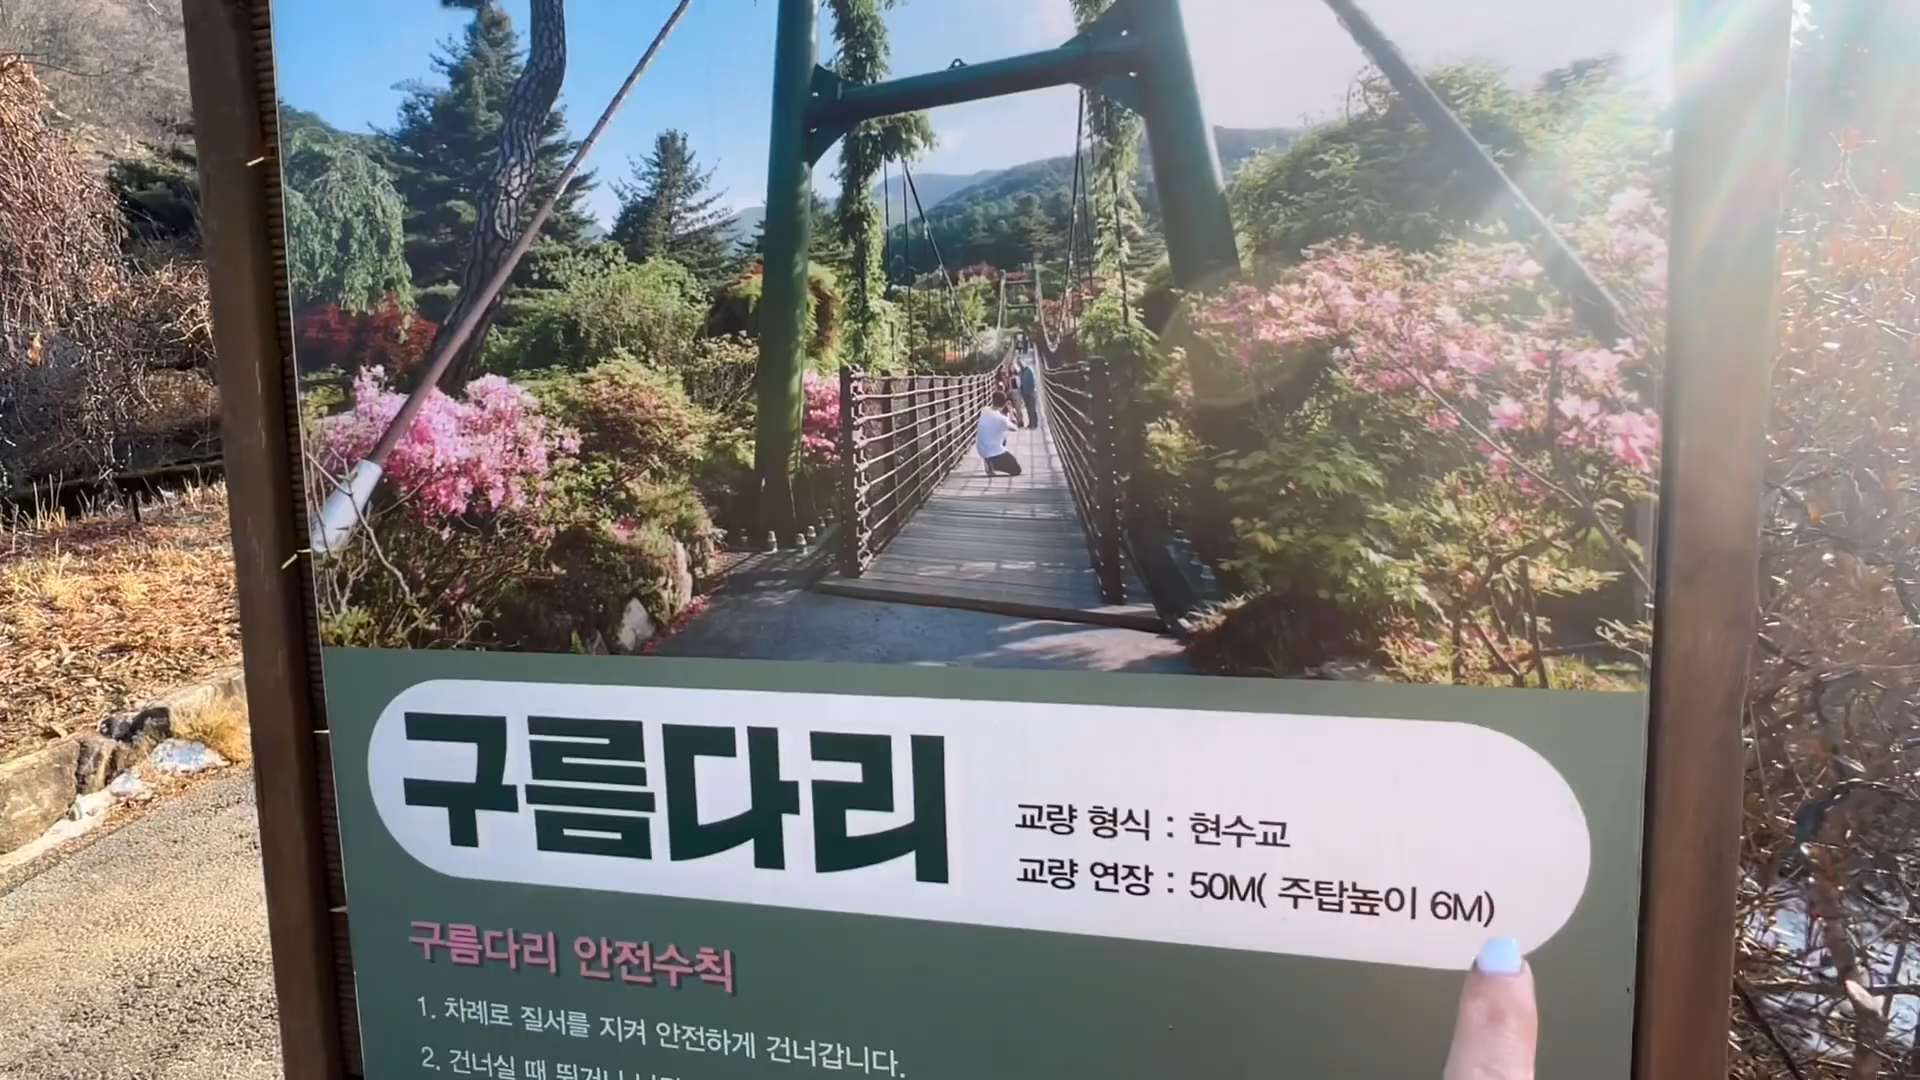 구름다리
교량 형식 : 현수교
교량 연장 : 50M( 주탑높이 6M)
구름다리 안전수칙
1. 차례로 질서를 지켜 안전하게 건너갑니다.
2. 건너실 때